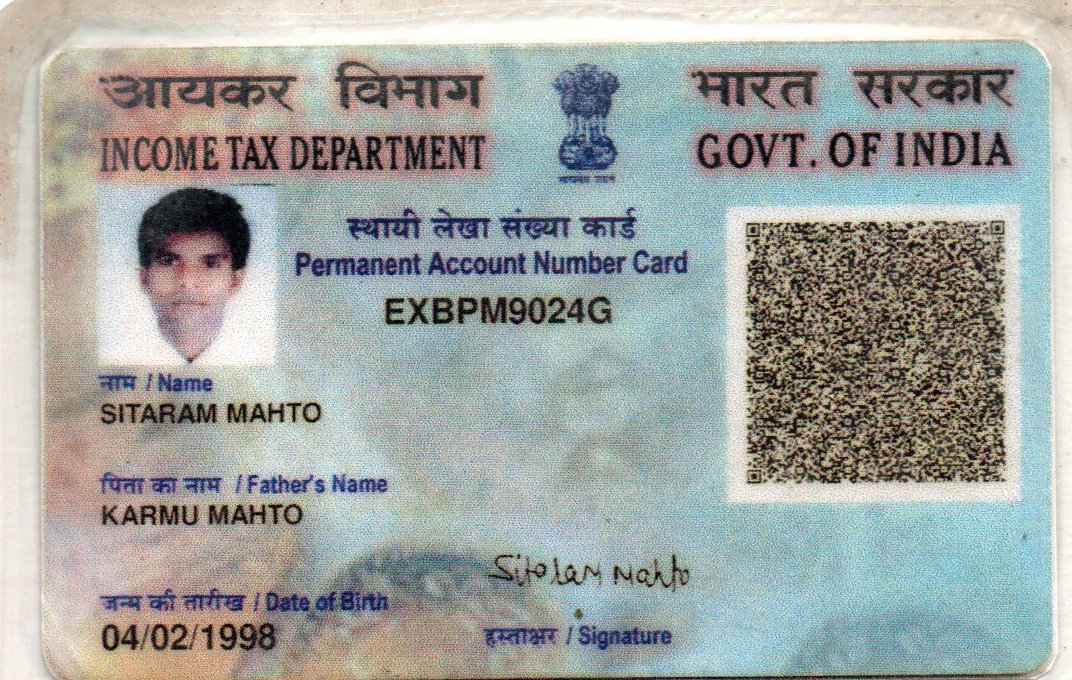 आयकर विभाग
INCOME TAX DEPARTMENT
भारत सरकार
GOVT. OF INDIA
स्थायी लेखा संख्या कार्ड
Permanent Account Number Card
EXBPM9024G
नाम / Name
SITARAM MAHTO
पिता का नाम / Father's Name
KARMU MAHTO
जन्म की तारीख / Date of Birth
04/02/1998
Sitaram Mahto
हस्ताक्षर / Signature